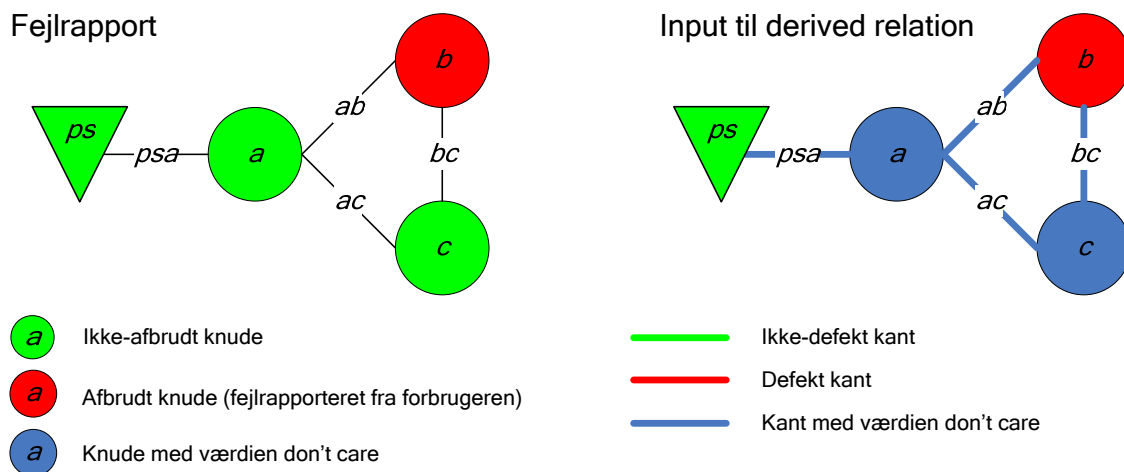 Fejlrapport
ps
psa
a
ab
ac
b
bc
c
Input til derived relation
ps
psa
a
ab
ac
b
bc
c
a Ikke-afbrudt knude
a Afbrudt knude (fejlrapporteret fra forbrugeren)
a Knude med værdien don't care
Ikke-defekt kant
Defekt kant
Kant med værdien don't care